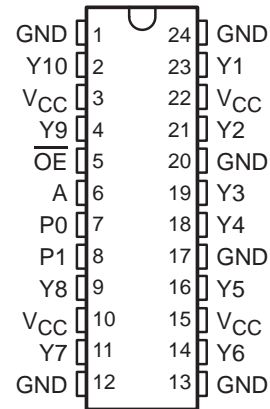 GND 1 24 GND
Y10 2 23 Y1
VCC 3 22 VCC
Y9 4 21 Y2
O̅E̅ 5 20 GND
A 6 19 Y3
P0 7 18 Y4
P1 8 17 GND
Y8 9 16 Y5
VCC 10 15 VCC
Y7 11 14 Y6
GND 12 13 GND